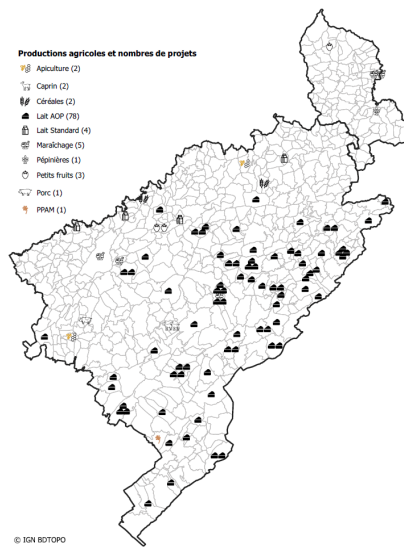 Productions agricoles et nombres de projets
Apiculture (2)
Caprin (2)
Céréales (2)
Lait AOP (78)
Lait Standard (4)
Maraîchage (5)
Pépinières (1)
Petits fruits (3)
Porc (1)
PPAM (1)
© IGN BDTOPO